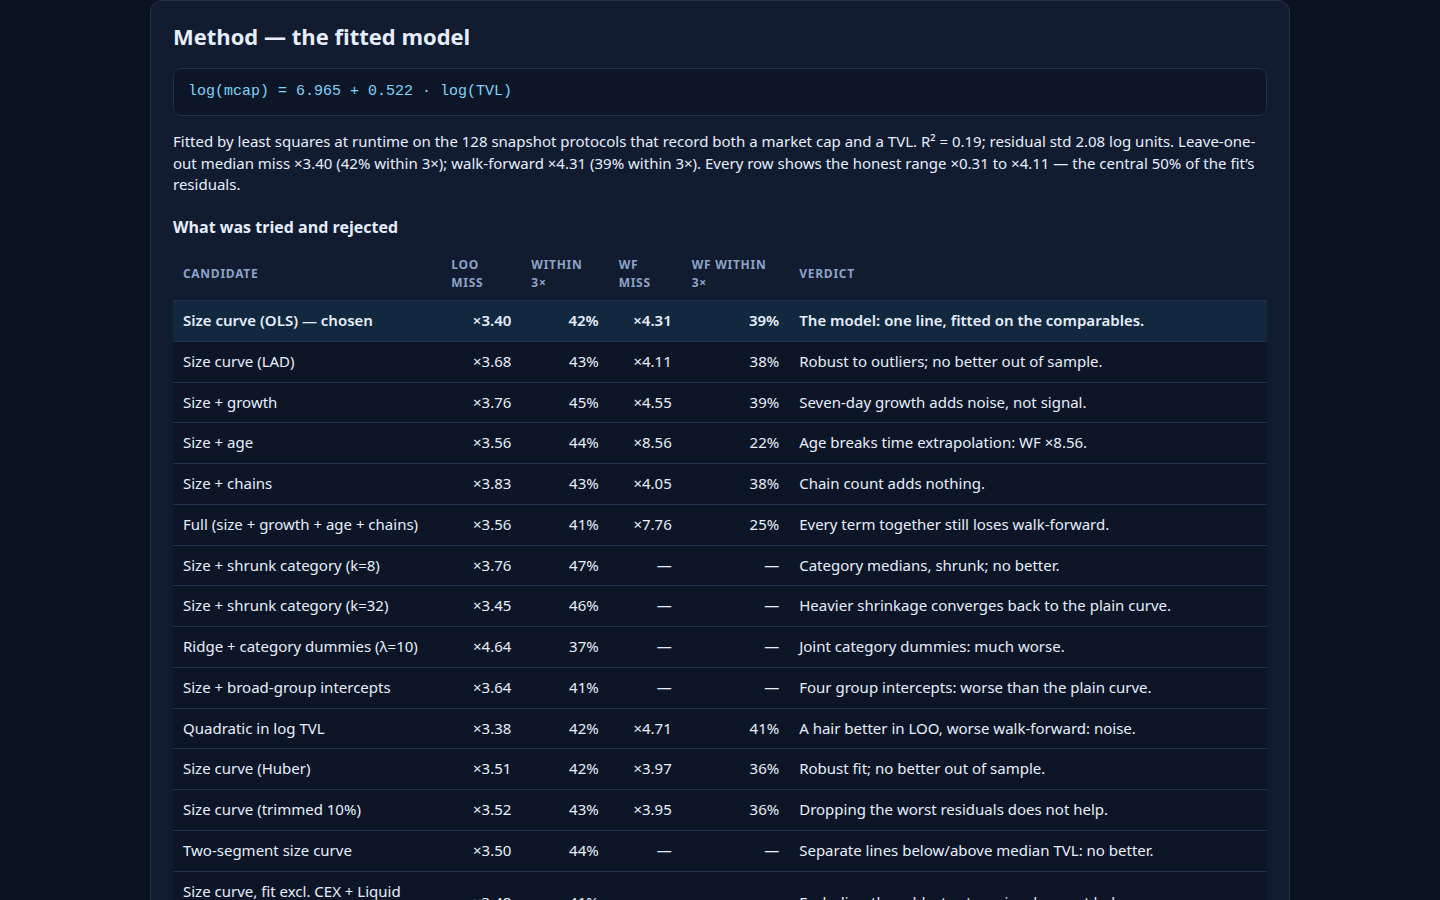 Method — the fitted model
log(mcap) = 6.965 + 0.522 · log(TVL)
Fitted by least squares at runtime on the 128 snapshot protocols that record both a market cap and a TVL. R² = 0.19; residual std 2.08 log units. Leave-one-
out median miss ×3.40 (42% within 3×); walk-forward ×4.31 (39% within 3×). Every row shows the honest range ×0.31 to ×4.11 — the central 50% of the fit’s
residuals.
What was tried and rejected
CANDIDATE LOO MISS WITHIN 3× WF MISS WF WITHIN 3× VERDICT
Size curve (OLS) — chosen ×3.40 42% ×4.31 39% The model: one line, fitted on the comparables.
Size curve (LAD) ×3.68 43% ×4.11 38% Robust to outliers; no better out of sample.
Size + growth ×3.76 45% ×4.55 39% Seven-day growth adds noise, not signal.
Size + age ×3.56 44% ×8.56 22% Age breaks time extrapolation: WF ×8.56.
Size + chains ×3.83 43% ×4.05 38% Chain count adds nothing.
Full (size + growth + age + chains) ×3.56 41% ×7.76 25% Every term together still loses walk-forward.
Size + shrunk category (k=8) ×3.76 47% — — Category medians, shrunk; no better.
Size + shrunk category (k=32) ×3.45 46% — — Heavier shrinkage converges back to the plain curve.
Ridge + category dummies (λ=10) ×4.64 37% — — Joint category dummies: much worse.
Size + broad-group intercepts ×3.64 41% — — Four group intercepts: worse than the plain curve.
Quadratic in log TVL ×3.38 42% ×4.71 41% A hair better in LOO, worse walk-forward: noise.
Size curve (Huber) ×3.51 42% ×3.97 36% Robust fit; no better out of sample.
Size curve (trimmed 10%) ×3.52 43% ×3.95 36% Dropping the worst residuals does not help.
Two-segment size curve ×3.50 44% — — Separate lines below/above median TVL: no better.
Size curve, fit excl. CEX + Liquid